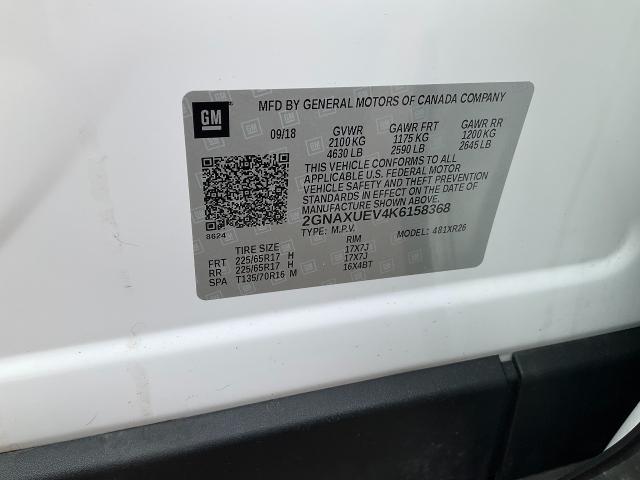 GM
MFD BY GENERAL MOTORS OF CANADA COMPANY
09/18 GVWR GAWR FRT GAWR RR
2100 KG 1175 KG 1200 KG
4630 LB 2590 LB 2645 LB
THIS VEHICLE CONFORMS TO ALL
APPLICABLE U.S. FEDERAL MOTOR
VEHICLE SAFETY AND THEFT PREVENTION
STANDARDS IN EFFECT ON THE DATE OF
MANUFACTURE SHOWN ABOVE.
2GNAXUEV4K6158368
8624
TYPE: M.P.V. MODEL: 481XR26
TIRE SIZE RIM
FRT 225/65R17 H 17X7J
RR 225/65R17 H 17X7J
SPA T135/70R16 M 16X4BT